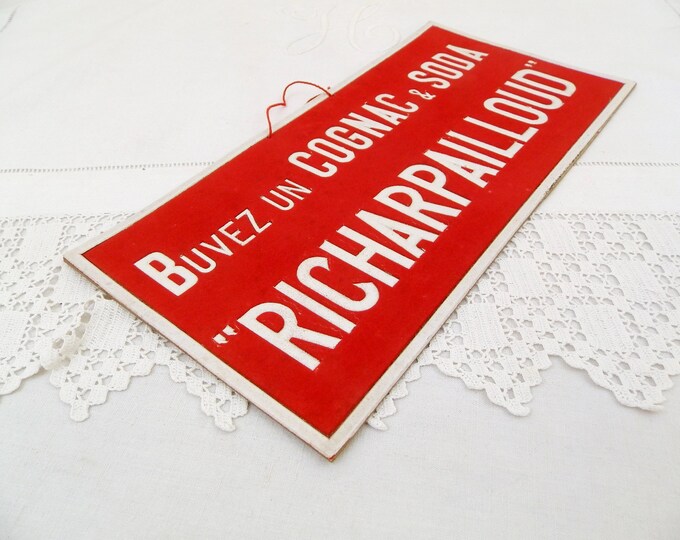 BUVEZ UN COGNAC & SODA
"RICHARPAILLOUD"